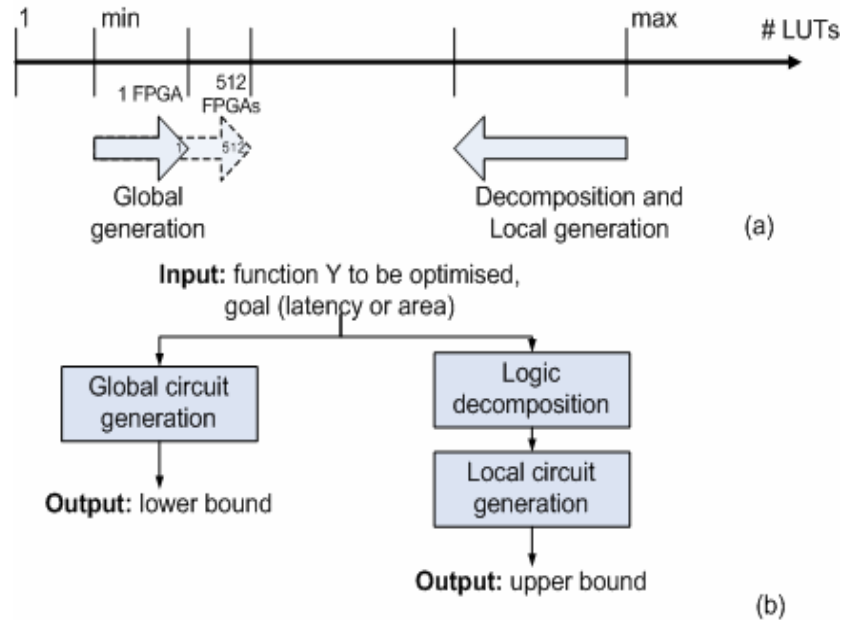 1
min
max
# LUTs
1 FPGA
512
FPGAs
1
512
Global
generation
Decomposition and
Local generation
(a)
Input: function Y to be optimised,
goal (latency or area)
Global circuit
generation
Logic
decomposition
Local circuit
generation
Output: lower bound
Output: upper bound
(b)